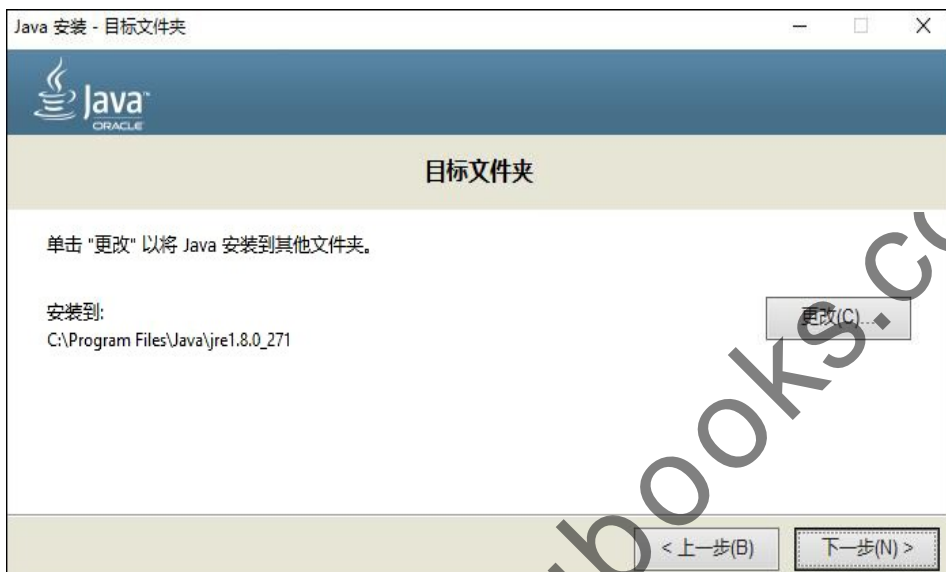 Java 安装 - 目标文件夹
Java
ORACLE
目标文件夹
单击 "更改" 以将 Java 安装到其他文件夹。
安装到:
更改(C)...
C:\Program Files\Java\jre1.8.0_271
ooks.co
< 上一步(B)
下一步(N) >